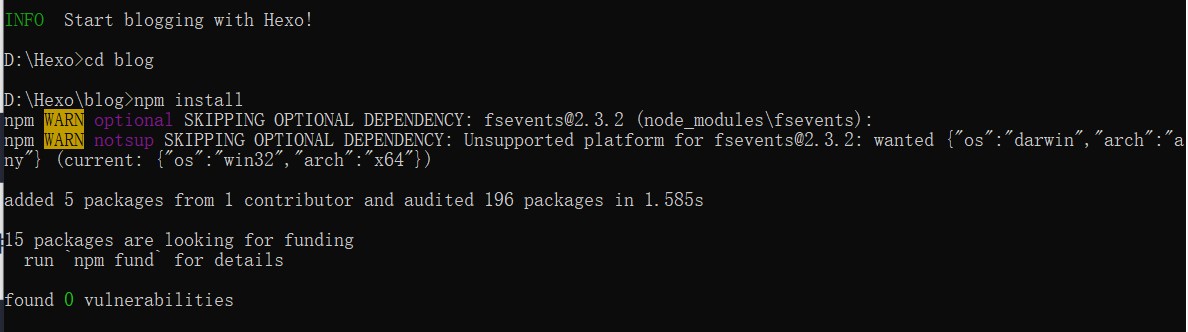 INFO  Start blogging with Hexo!
D:\Hexo>cd blog
D:\Hexo\blog>npm install
npm WARN optional SKIPPING OPTIONAL DEPENDENCY: fsevents@2.3.2 (node_modules\fsevents):
npm WARN notsup SKIPPING OPTIONAL DEPENDENCY: Unsupported platform for fsevents@2.3.2: wanted {"os":"darwin","arch":"a
ny"} (current: {"os":"win32","arch":"x64"})
added 5 packages from 1 contributor and audited 196 packages in 1.585s
15 packages are looking for funding
  run `npm fund` for details
found 0 vulnerabilities